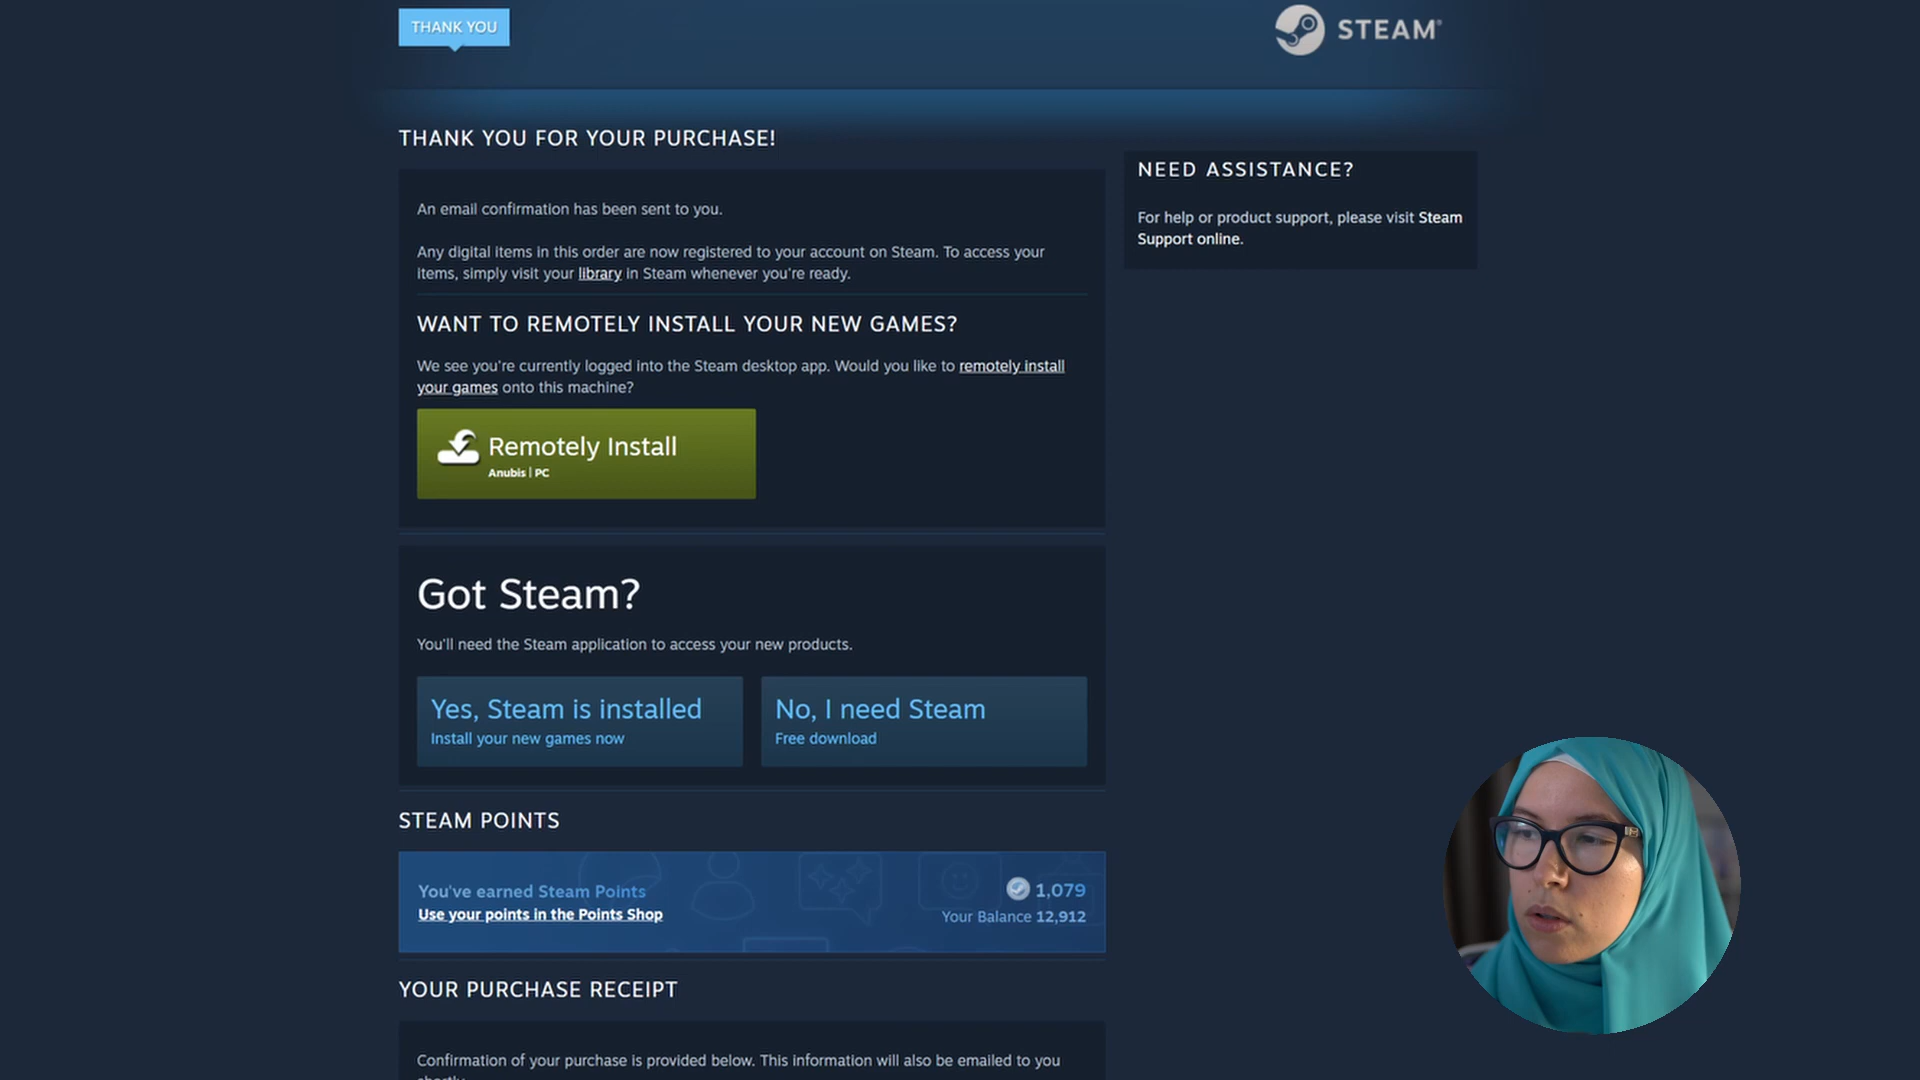 THANK YOU
STEAM®
THANK YOU FOR YOUR PURCHASE!
An email confirmation has been sent to you.
Any digital items in this order are now registered to your account on Steam. To access your
items, simply visit your library in Steam whenever you're ready.
WANT TO REMOTELY INSTALL YOUR NEW GAMES?
We see you're currently logged into the Steam desktop app. Would you like to remotely install
your games onto this machine?
Remotely Install
Anubis | PC
Got Steam?
You'll need the Steam application to access your new products.
Yes, Steam is installed
Install your new games now
No, I need Steam
Free download
STEAM POINTS
You've earned Steam Points
Use your points in the Points Shop
1,079
Your Balance 12,912
YOUR PURCHASE RECEIPT
Confirmation of your purchase is provided below. This information will also be emailed to you
NEED ASSISTANCE?
For help or product support, please visit Steam
Support online.